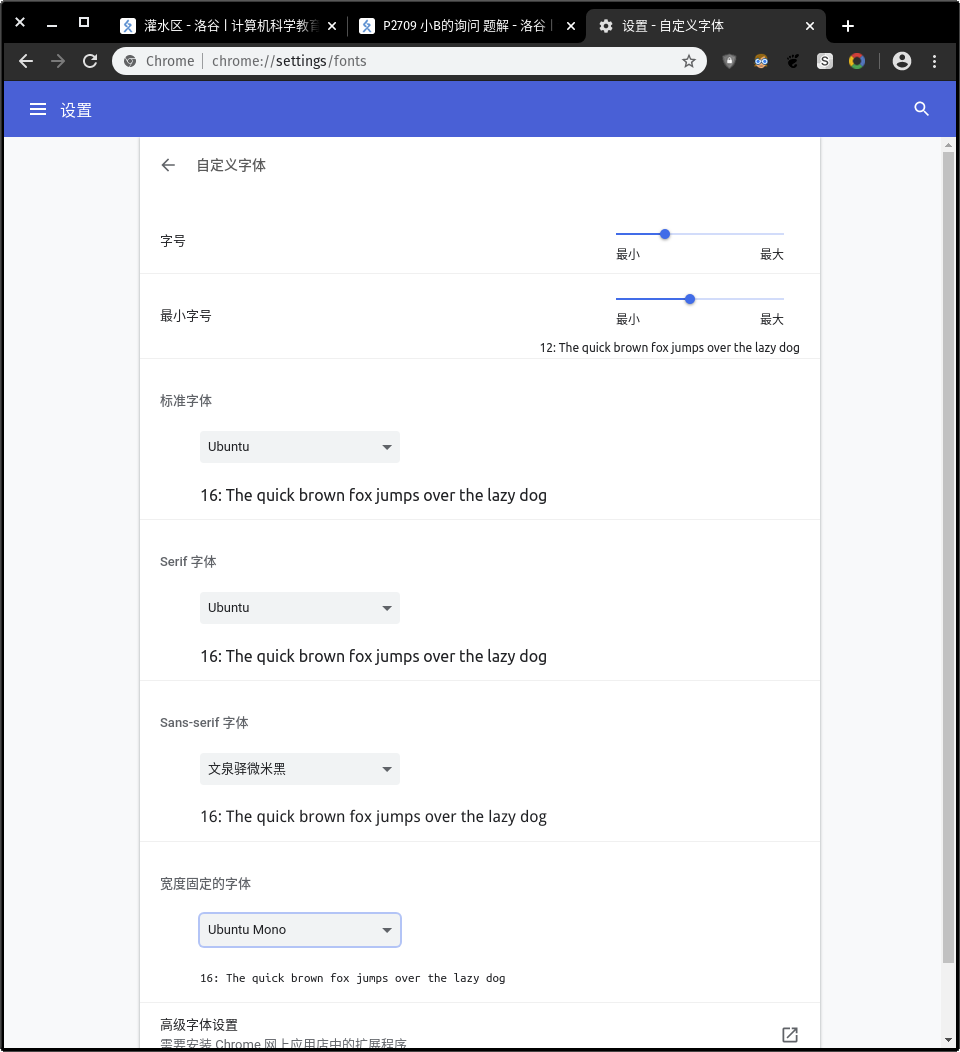 灌水区 - 洛谷 | 计算机科学教育
P2709 小B的询问 题解 - 洛谷 |
设置 - 自定义字体
Chrome | chrome://settings/fonts
设置
自定义字体
字号
最小 最大
最小字号
最小 最大
12: The quick brown fox jumps over the lazy dog
标准字体
Ubuntu
16: The quick brown fox jumps over the lazy dog
Serif 字体
Ubuntu
16: The quick brown fox jumps over the lazy dog
Sans-serif 字体
文泉驿微米黑
16: The quick brown fox jumps over the lazy dog
宽度固定的字体
Ubuntu Mono
16: The quick brown fox jumps over the lazy dog
高级字体设置
需要安装 Chrome 网上应用店中的扩展程序